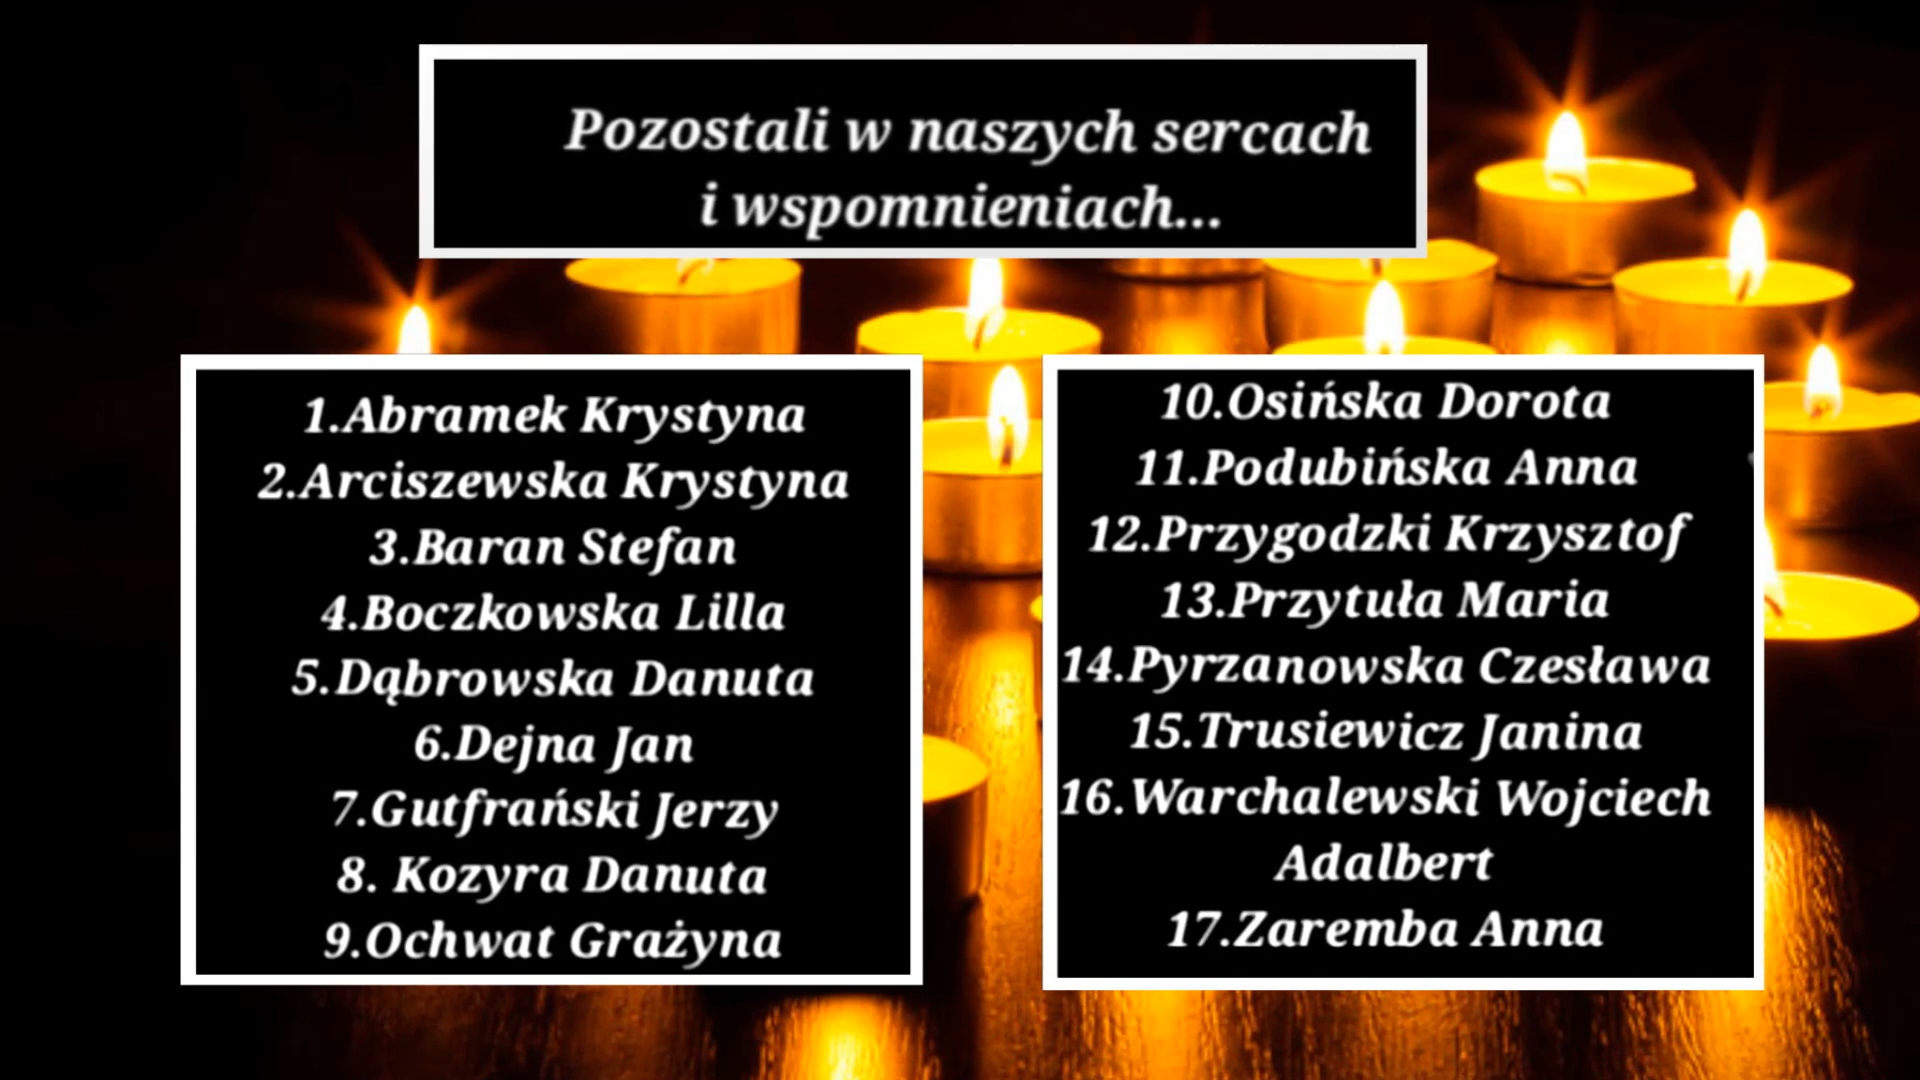 Pozostali w naszych sercach
i wspomnieniach...
1.Abramek Krystyna
2.Arciszewska Krystyna
3.Baran Stefan
4.Boczkowska Lilla
5.Dąbrowska Danuta
6.Dejna Jan
7.Gutfrański Jerzy
8. Kozyra Danuta
9.Ochwat Grażyna
10.Osińska Dorota
11.Podubińska Anna
12.Przygodzki Krzysztof
13.Przytuła Maria
14.Pyrzanowska Czesława
15.Trusiewicz Janina
16.Warchalewski Wojciech
Adalbert
17.Zaremba Anna